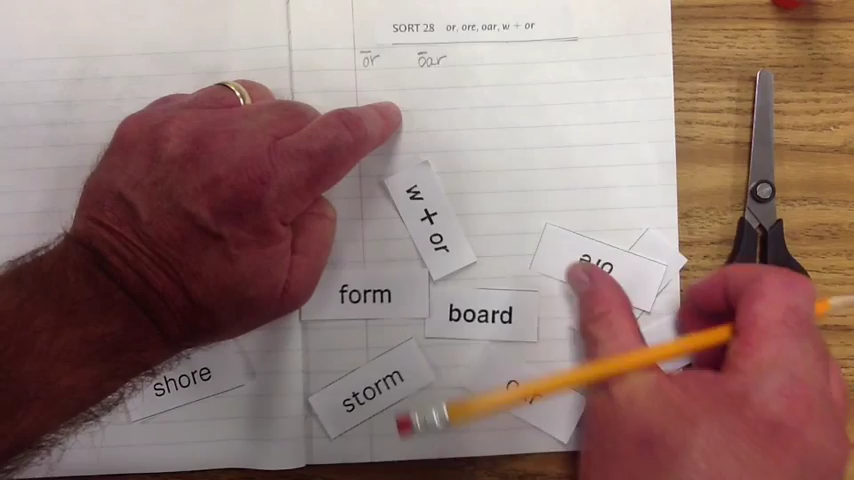 SORT 28 or, ore, oar, w + or
ōr ōar
w + or
ore
form
board
shore
storm